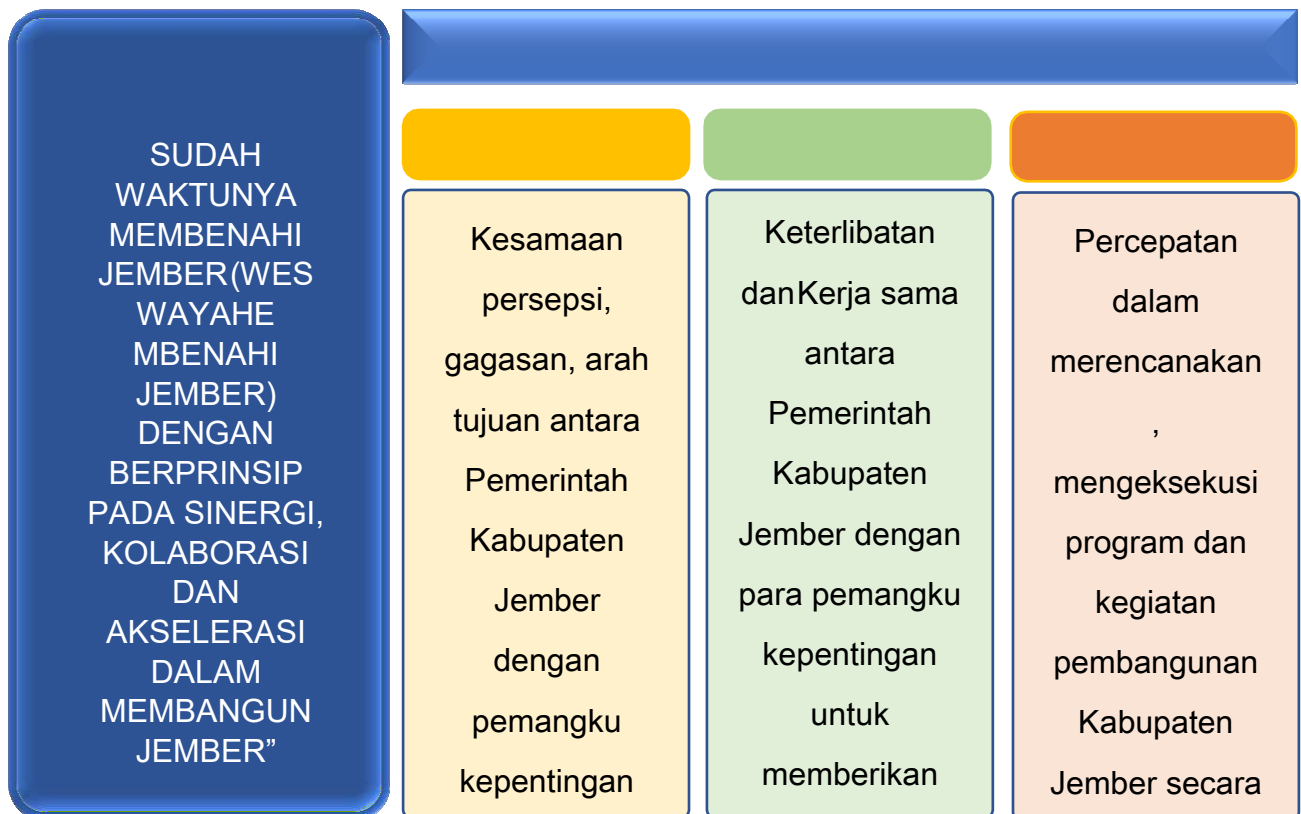 SUDAH
WAKTUNYA
MEMBENAHI
JEMBER(WES
WAYAHE
MBENAHI
JEMBER)
DENGAN
BERPRINSIP
PADA SINERGI,
KOLABORASI
DAN
AKSELERASI
DALAM
MEMBANGUN
JEMBER”
Kesamaan
persepsi,
gagasan, arah
tujuan antara
Pemerintah
Kabupaten
Jember
dengan
pemangku
kepentingan
Keterlibatan
danKerja sama
antara
Pemerintah
Kabupaten
Jember dengan
para pemangku
kepentingan
untuk
memberikan
Percepatan
dalam
merencanakan
,
mengeksekusi
program dan
kegiatan
pembangunan
Kabupaten
Jember secara